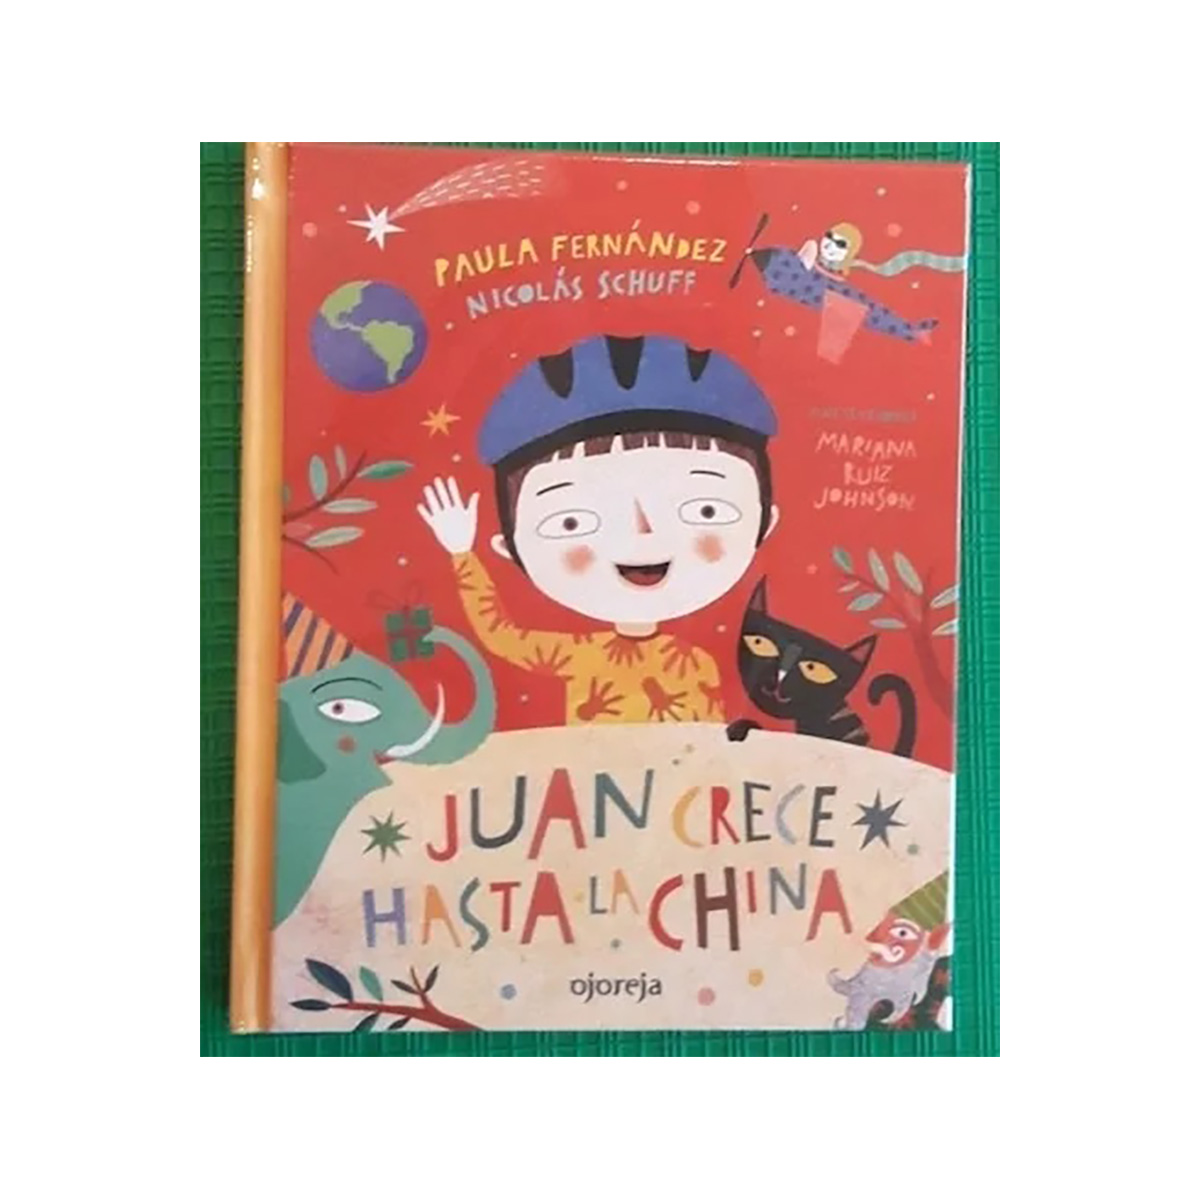 PAULA FERNÁNDEZ
NICOLÁS SCHUFF
MARIANA
RUIZ
JOHNSON
JUAN CRECE
HASTA LA CHINA
ojoreja